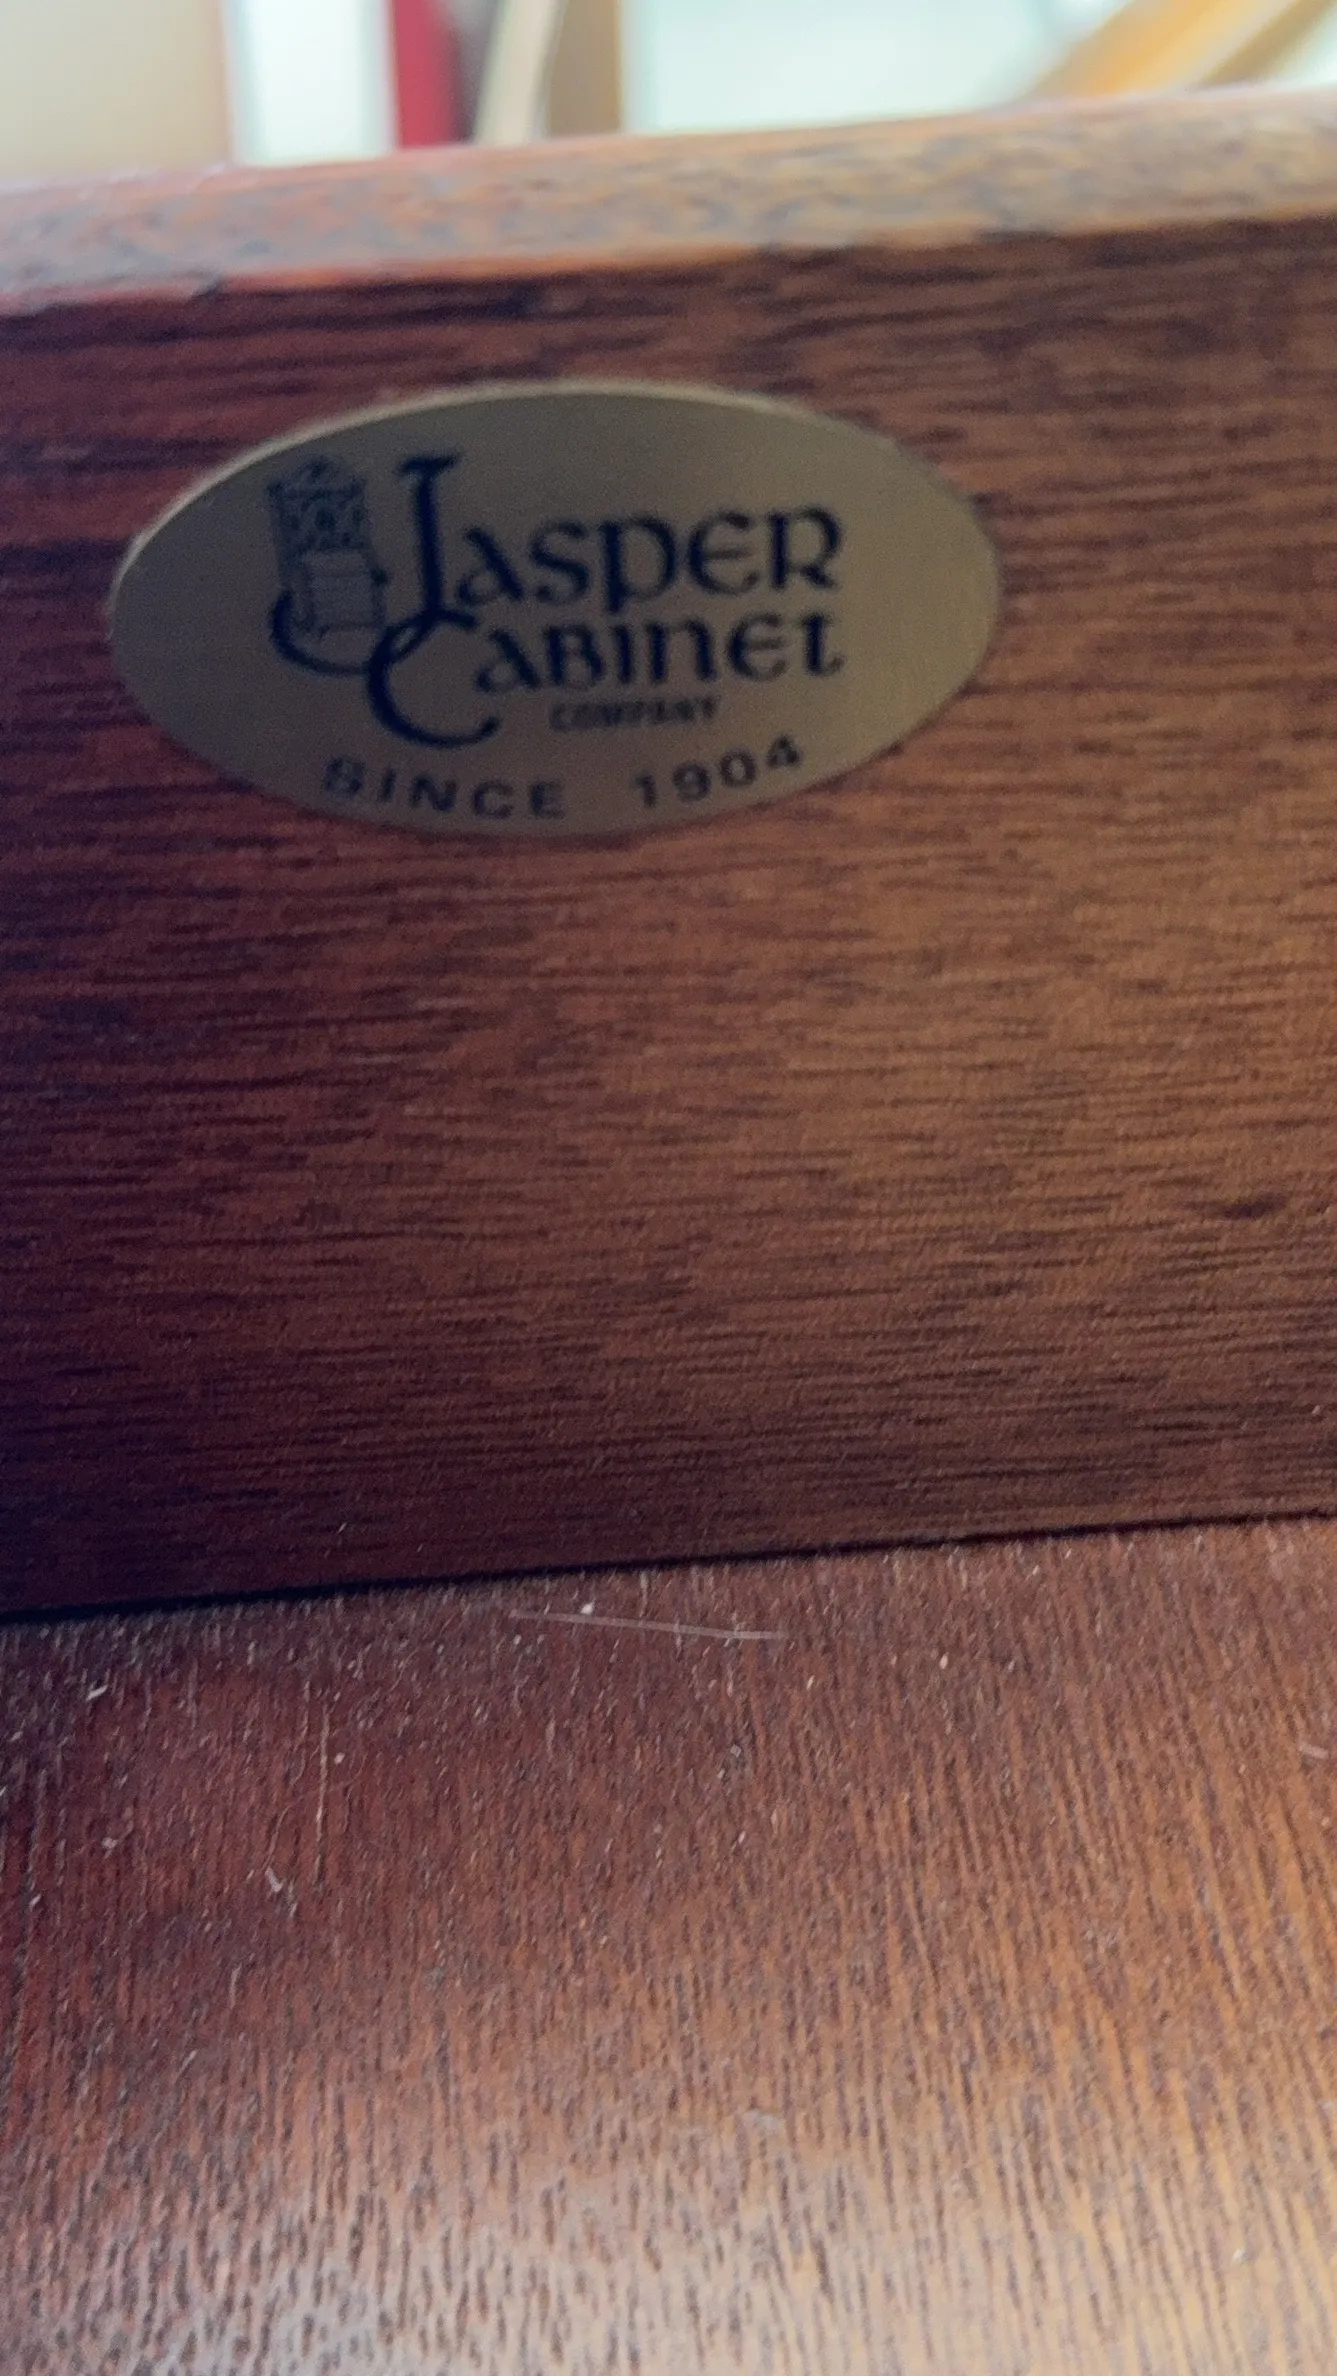 Jasper
Cabinet
COMPANY
SINCE 1904